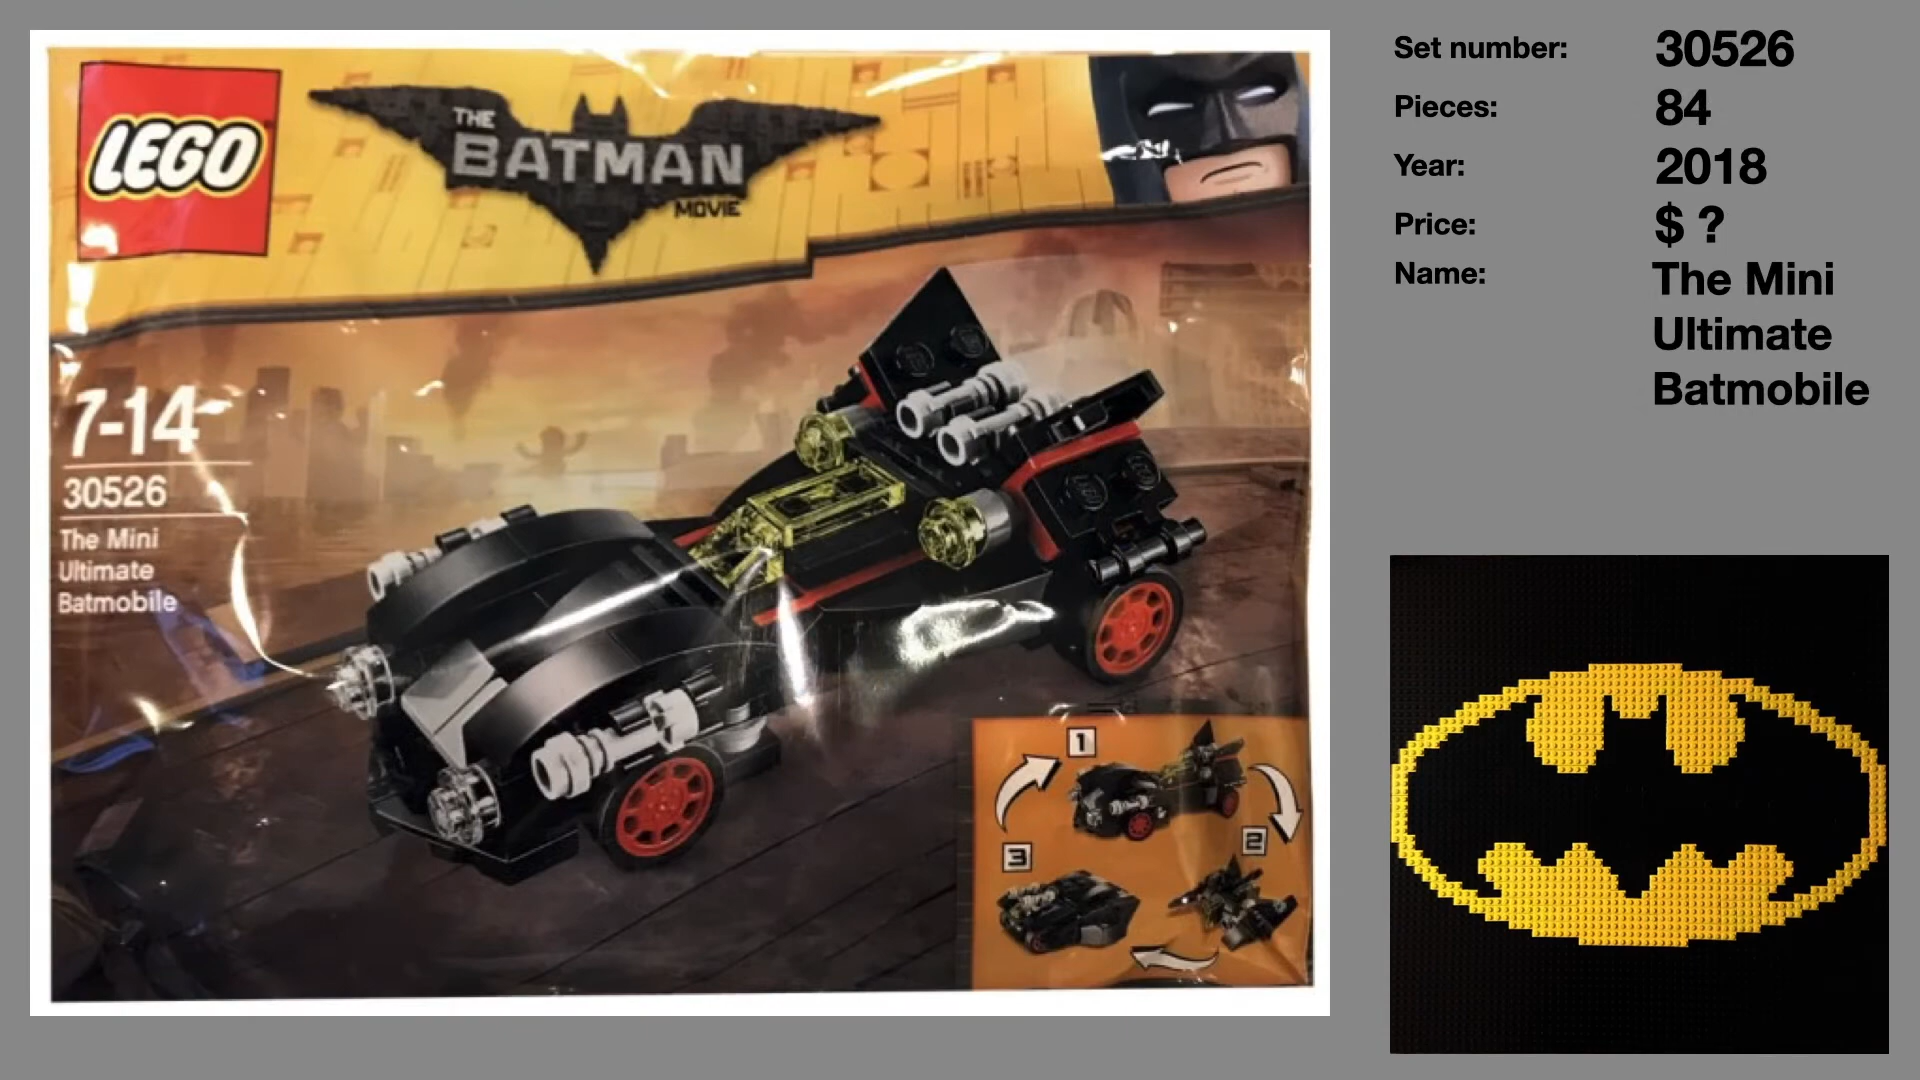 LEGO
THE
BATMAN
MOVIE
7-14
30526
The Mini
Ultimate
Batmobile
1
2
3
Set number: 30526
Pieces: 84
Year: 2018
Price: $ ?
Name: The Mini
Ultimate
Batmobile